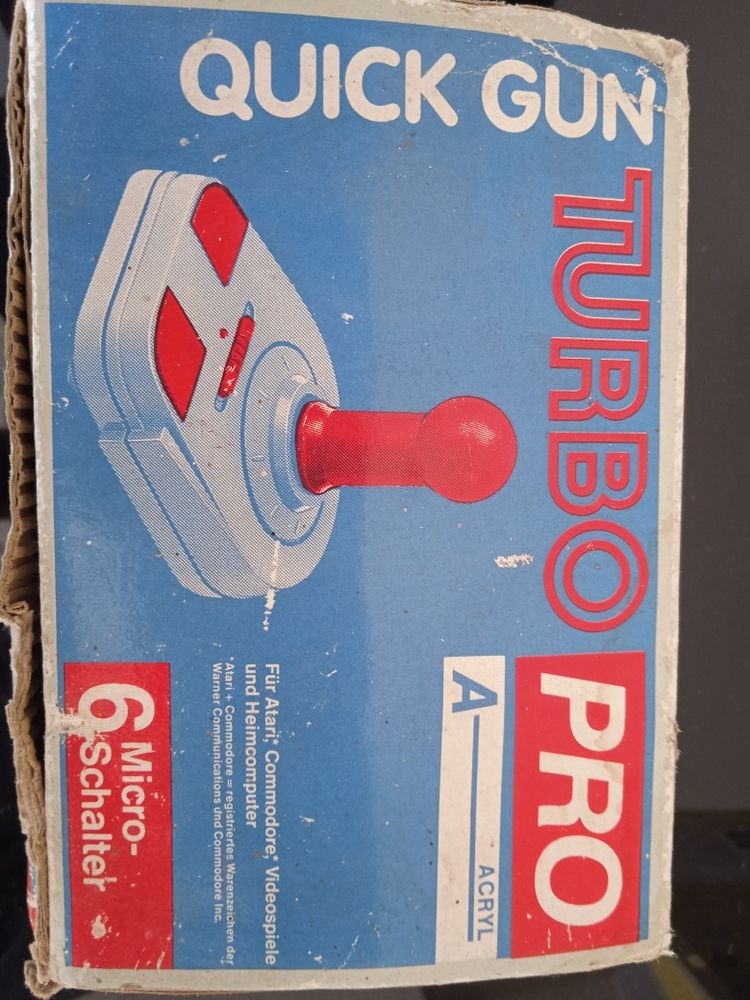 QUICK GUN
TURBO PRO
A ACRYL
Für Atari,* Commodore,* Videospiele
und Heimcomputer
*Atari + Commodore = registriertes Warenzeichen der
Warner Communications und Commodore Inc.
6 Micro-
Schalter